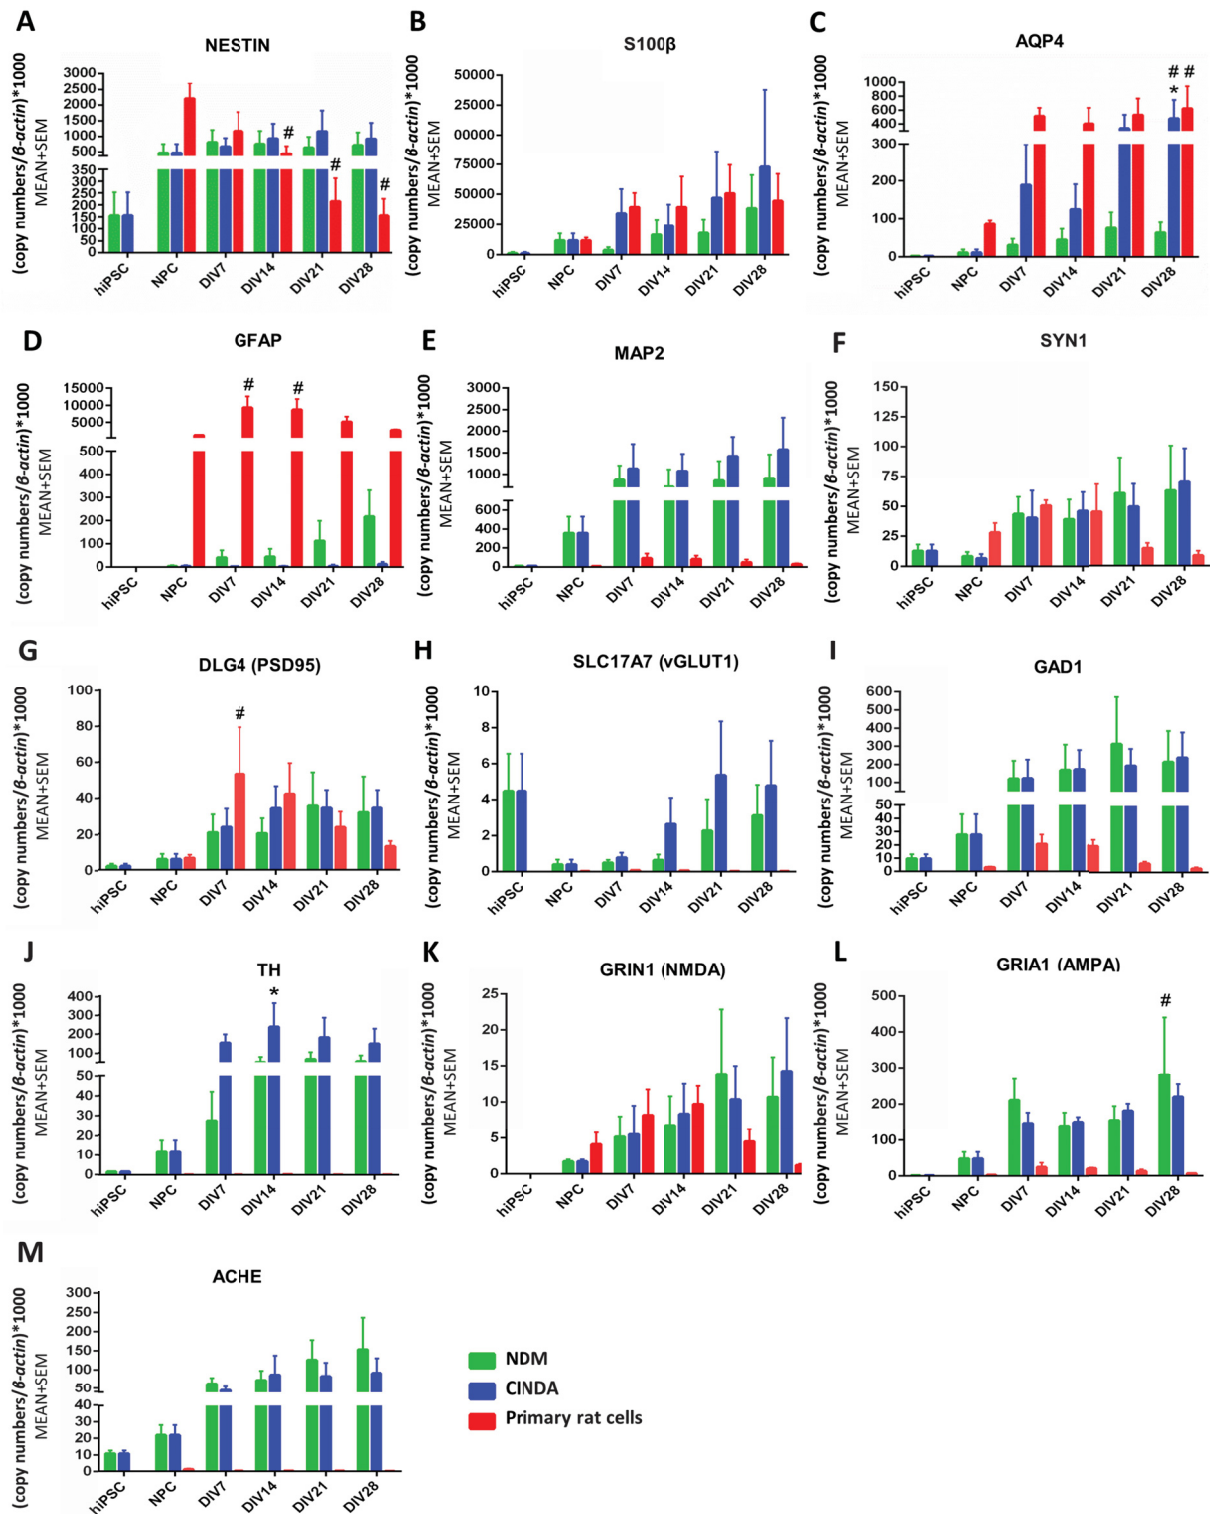 A
NESTIN
(copy numbers/β-actin)*1000
MEAN+SEM
3000
2500
2000
1500
1000
500
350
300
250
200
150
100
50
0
# # #
hiPSC NPC DIV7 DIV14 DIV21 DIV28
B
S100β
(copy numbers/β-actin)*1000
MEAN+SEM
50000
25000
00000
75000
50000
25000
0
hiPSC NPC DIV7 DIV14 DIV21 DIV28
C
AQP4
(copy numbers/β-actin)*1000
MEAN+SEM
1000
800
600
400
300
200
100
0
# #
*
hiPSC NPC DIV7 DIV14 DIV21 DIV28
D
GFAP
(copy numbers/β-actin)*1000
MEAN+SEM
15000
10000
5000
500
400
300
200
100
0
# #
hiPSC NPC DIV7 DIV14 DIV21 DIV28
E
MAP2
(copy numbers/β-actin)*1000
MEAN+SEM
3000
2500
2000
1500
1000
600
400
200
0
hiPSC NPC DIV7 DIV14 DIV21 DIV28
F
SYN1
(copy numbers/β-actin)*1000
MEAN+SEM
150
125
100
75
50
25
0
hiPSC NPC DIV7 DIV14 DIV21 DIV28
G
DLG4 (PSD95)
(copy numbers/β-actin)*1000
MEAN+SEM
100
80
60
40
20
0
#
hiPSC NPC DIV7 DIV14 DIV21 DIV28
H
SLC17A7 (vGLUT1)
(copy numbers/β-actin)*1000
MEAN+SEM
10
8
6
4
2
0
hiPSC NPC DIV7 DIV14 DIV21 DIV28
I
GAD1
(copy numbers/β-actin)*1000
MEAN+SEM
600
500
400
300
200
100
50
40
30
20
10
0
hiPSC NPC DIV7 DIV14 DIV21 DIV28
J
TH
(copy numbers/β-actin)*1000
MEAN+SEM
400
300
200
100
50
40
30
20
10
0
*
hiPSC NPC DIV7 DIV14 DIV21 DIV28
K
GRIN1 (NMDA)
(copy numbers/β-actin)*1000
MEAN+SEM
25
20
15
10
5
0
hiPSC NPC DIV7 DIV14 DIV21 DIV28
L
GRIA1 (AMPA)
(copy numbers/β-actin)*1000
MEAN+SEM
500
400
300
200
100
0
#
hiPSC NPC DIV7 DIV14 DIV21 DIV28
M
ACHE
(copy numbers/β-actin)*1000
MEAN+SEM
300
250
200
150
100
50
40
30
20
10
0
hiPSC NPC DIV7 DIV14 DIV21 DIV28
NDM
CINDA
Primary rat cells